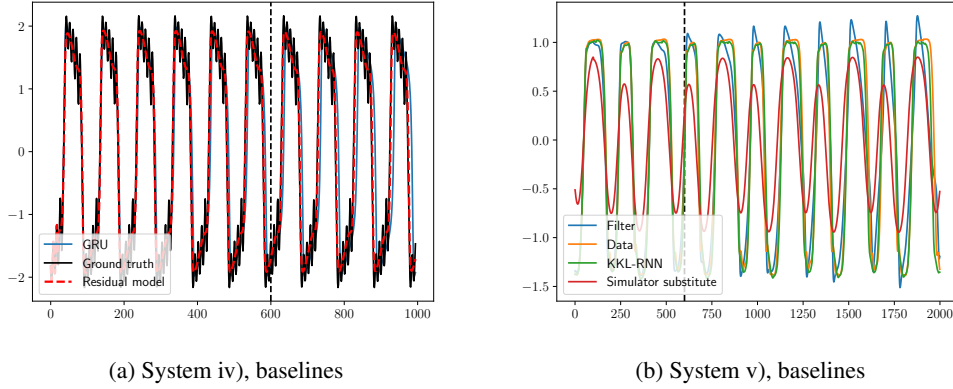 2
1
0
−1
−2
GRU
Ground truth
Residual model
0
200
400
600
800
1000
(a) System iv), baselines
1.0
0.5
0.0
−0.5
−1.0
−1.5
Filter
Data
KKL-RNN
Simulator substitute
0
250
500
750
1000
1250
1500
1750
2000
(b) System v), baselines